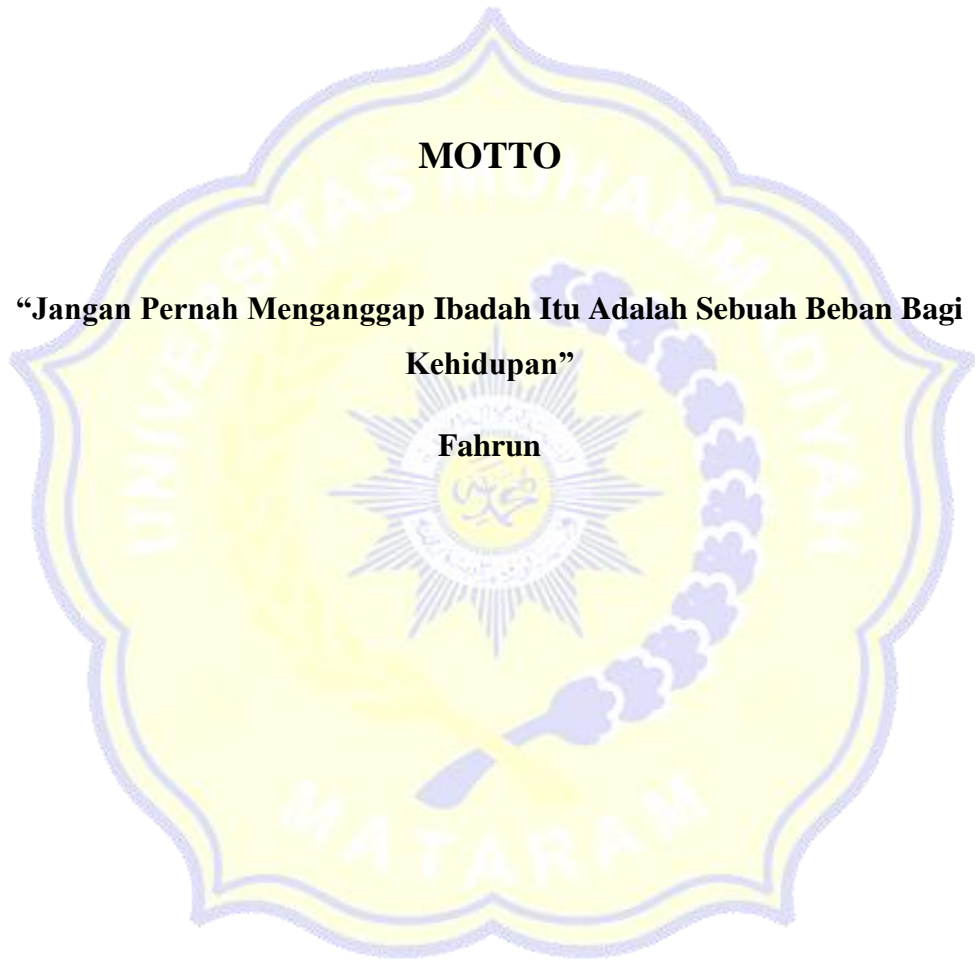 MOTTO
“Jangan Pernah Menganggap Ibadah Itu Adalah Sebuah Beban Bagi
Kehidupan”
Fahrun
UNIVERSITAS MUHAMMADIYAH
MATARAM